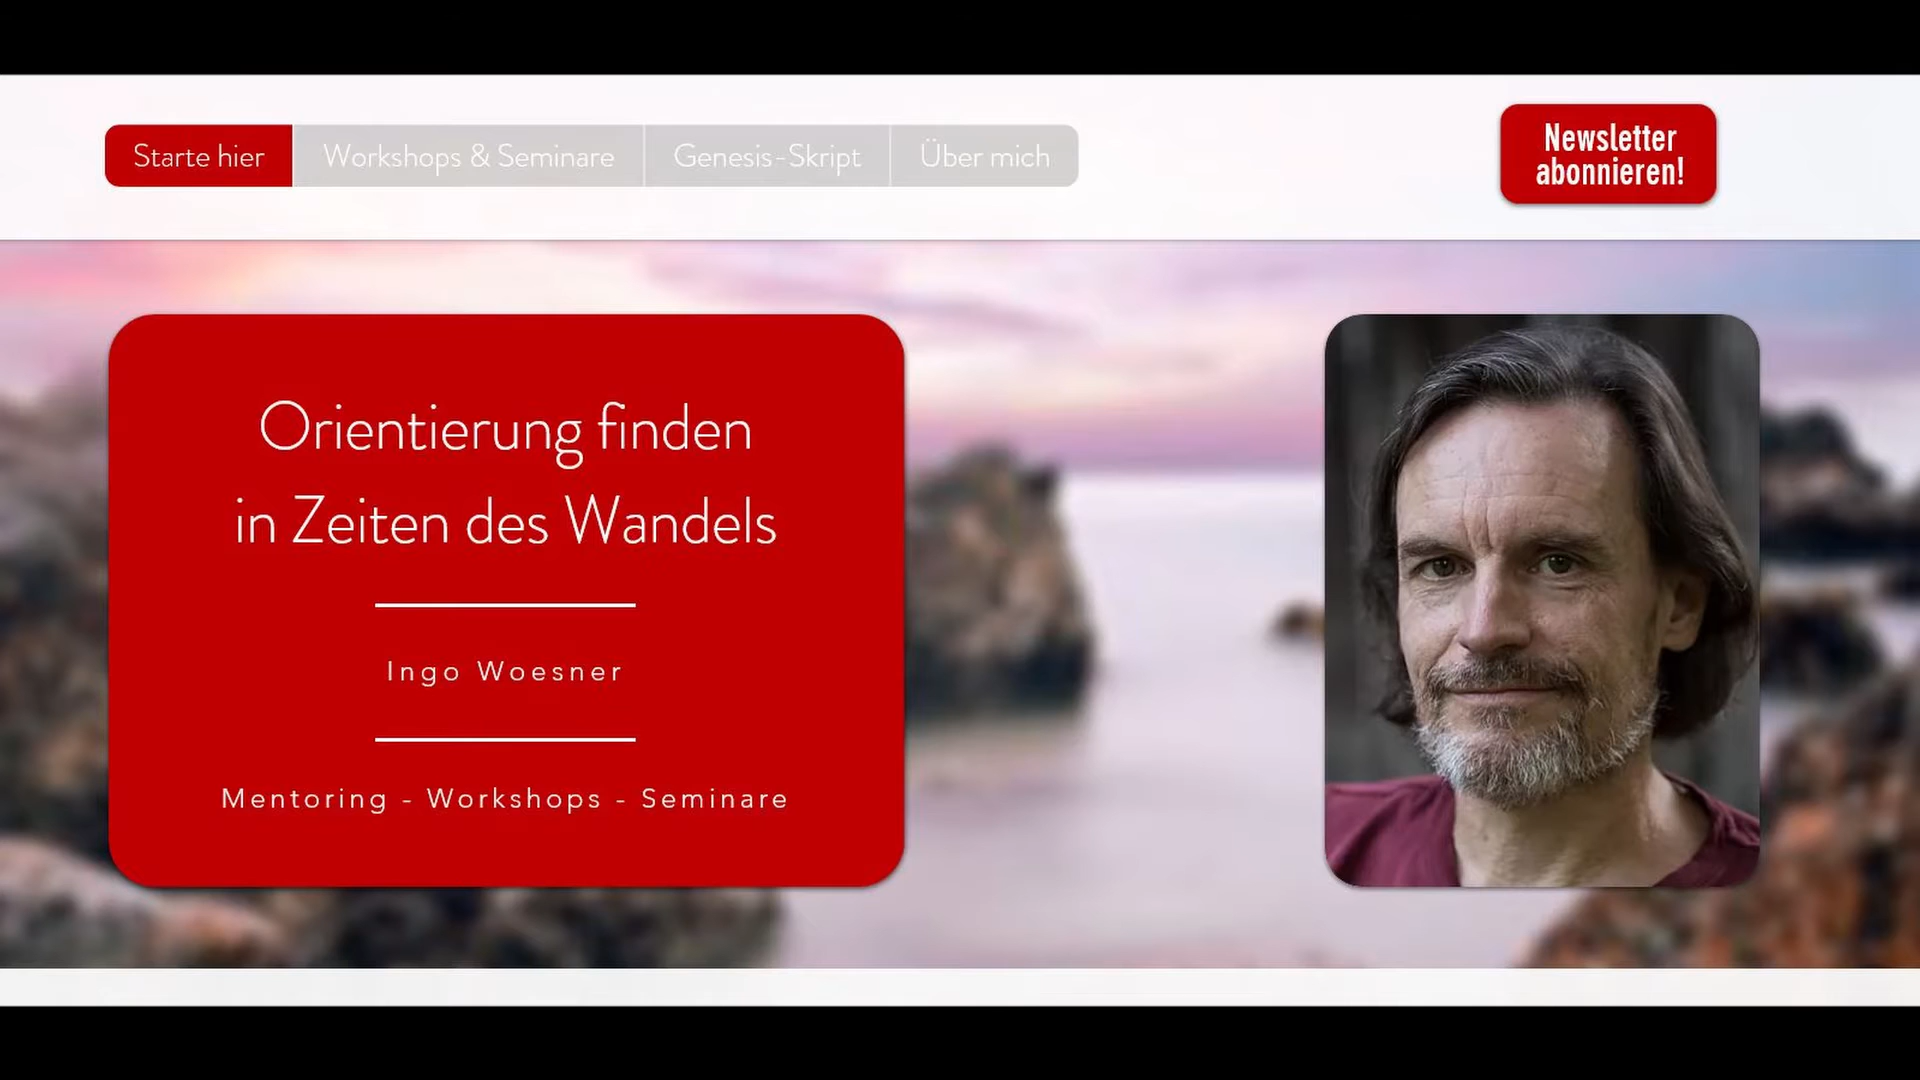 Starte hier
Workshops & Seminare
Genesis-Skript
Über mich
Newsletter
abonnieren!
Orientierung finden
in Zeiten des Wandels
Ingo Woesner
Mentoring - Workshops - Seminare